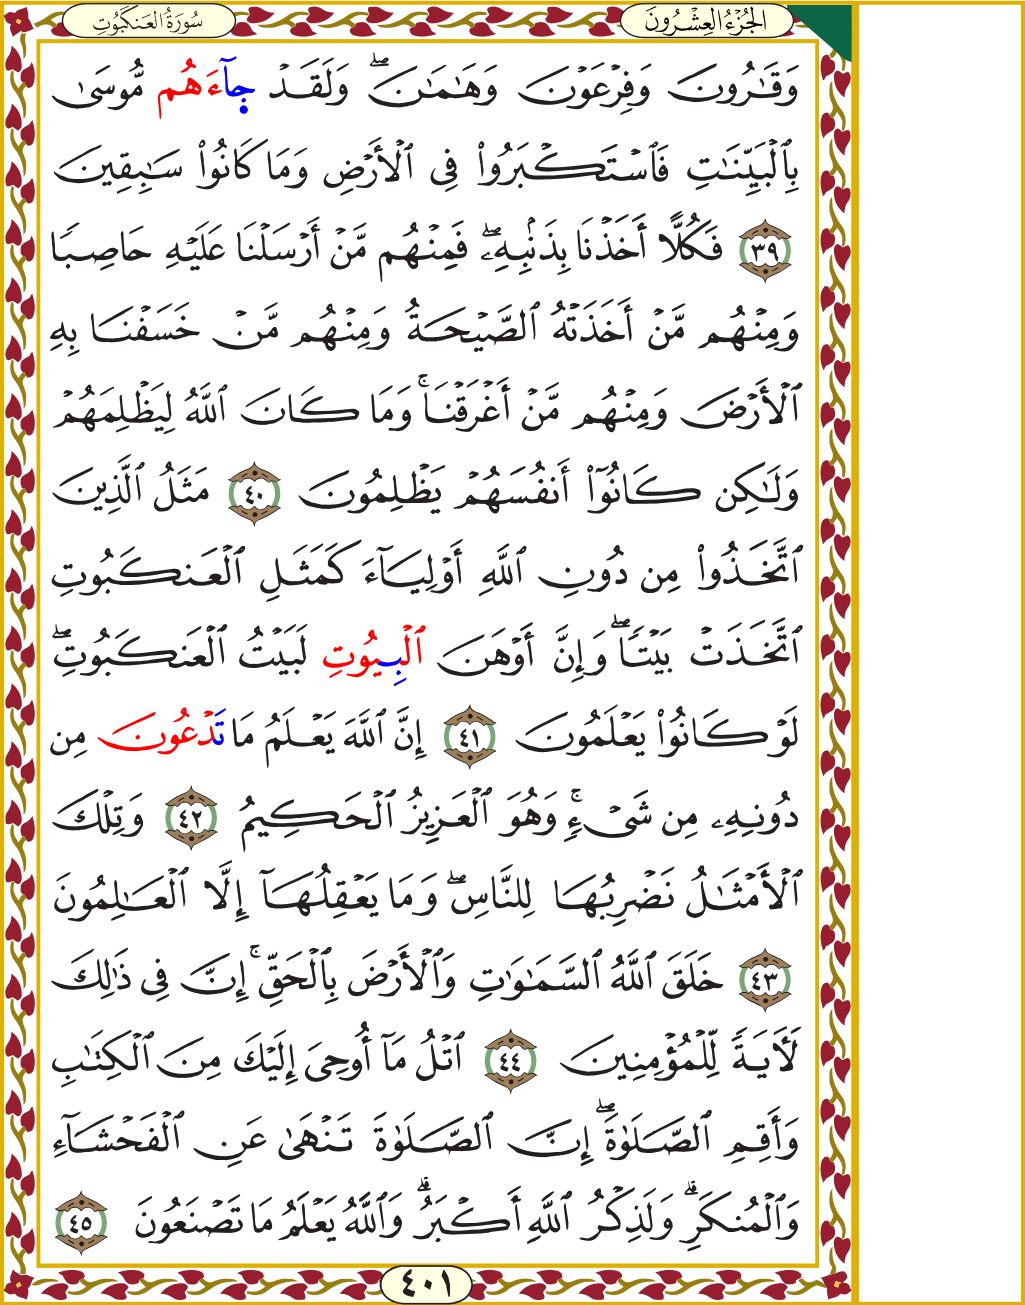 الجُزْءُ العِشْرُونَ
سُورَةُ العَنكَبُوتِ
وَقَٰرُونَ وَفِرْعَوْنَ وَهَٰمَٰنَۖ وَلَقَدْ جَآءَهُم مُّوسَىٰ
بِٱلْبَيِّنَٰتِ فَٱسْتَكْبَرُوا۟ فِى ٱلْأَرْضِ وَمَا كَانُوا۟ سَٰبِقِينَ
٣٩ فَكُلًّا أَخَذْنَا بِذَنۢبِهِۦۖ فَمِنْهُم مَّنْ أَرْسَلْنَا عَلَيْهِ حَاصِبًا
وَمِنْهُم مَّنْ أَخَذَتْهُ ٱلصَّيْحَةُ وَمِنْهُم مَّنْ خَسَفْنَا بِهِ
ٱلْأَرْضَ وَمِنْهُم مَّنْ أَغْرَقْنَاۚ وَمَا كَانَ ٱللَّهُ لِيَظْلِمَهُمْ
وَلَٰكِن كَانُوٓا۟ أَنفُسَهُمْ يَظْلِمُونَ ٤٠ مَثَلُ ٱلَّذِينَ
ٱتَّخَذُوا۟ مِن دُونِ ٱللَّهِ أَوْلِيَآءَ كَمَثَلِ ٱلْعَنكَبُوتِ
ٱتَّخَذَتْ بَيْتًاۖ وَإِنَّ أَوْهَنَ ٱلْبِيُوتِ لَبَيْتُ ٱلْعَنكَبُوتِۖ
لَوْ كَانُوا۟ يَعْلَمُونَ ٤١ إِنَّ ٱللَّهَ يَعْلَمُ مَا تَدْعُونَ مِن
دُونِهِۦ مِن شَىْءٍۚ وَهُوَ ٱلْعَزِيزُ ٱلْحَكِيمُ ٤٢ وَتِلْكَ
ٱلْأَمْثَٰلُ نَضْرِبُهَا لِلنَّاسِۖ وَمَا يَعْقِلُهَآ إِلَّا ٱلْعَٰلِمُونَ
٤٣ خَلَقَ ٱللَّهُ ٱلسَّمَٰوَٰتِ وَٱلْأَرْضَ بِٱلْحَقِّۚ إِنَّ فِى ذَٰلِكَ
لَءَايَةً لِّلْمُؤْمِنِينَ ٤٤ ٱتْلُ مَآ أُوحِىَ إِلَيْكَ مِنَ ٱلْكِتَٰبِ
وَأَقِمِ ٱلصَّلَوٰةَۖ إِنَّ ٱلصَّلَوٰةَ تَنْهَىٰ عَنِ ٱلْفَحْشَآءِ
وَٱلْمُنكَرِۗ وَلَذِكْرُ ٱللَّهِ أَكْبَرُۗ وَٱللَّهُ يَعْلَمُ مَا تَصْنَعُونَ ٤٥
٤٠١